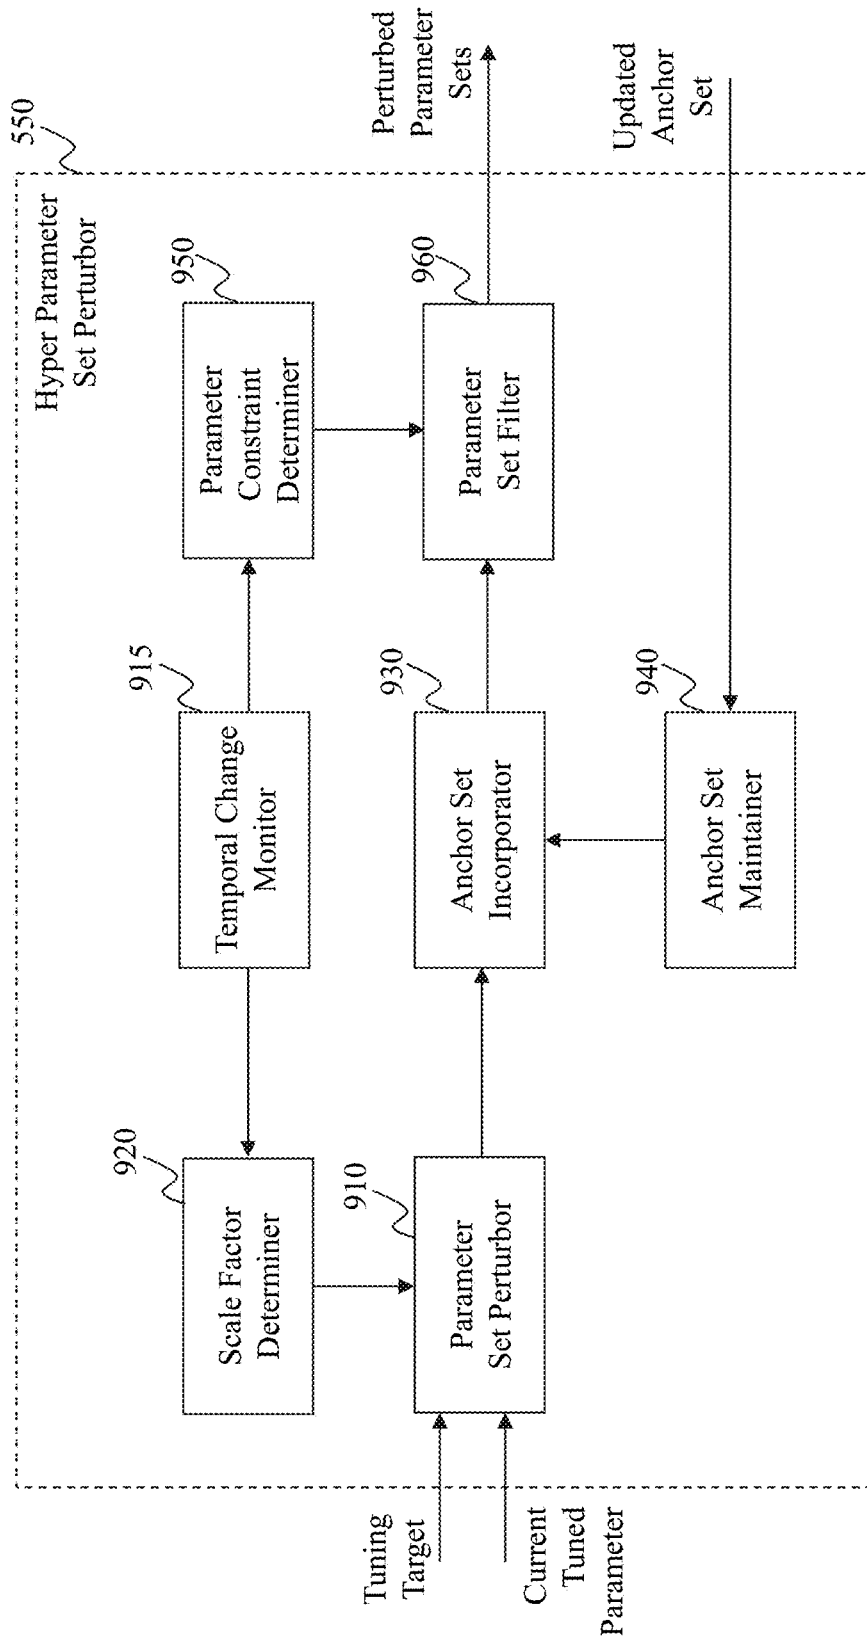 550
Hyper Parameter
Set Perturbor
920
Scale Factor
Determiner
915
Temporal Change
Monitor
950
Parameter
Constraint
Determiner
Tuning
Target
Current
Tuned
Parameter
910
Parameter
Set Perturbor
930
Anchor Set
Incorporator
960
Parameter
Set Filter
Perturbed
Parameter
Sets
940
Anchor Set
Maintainer
Updated
Anchor
Set